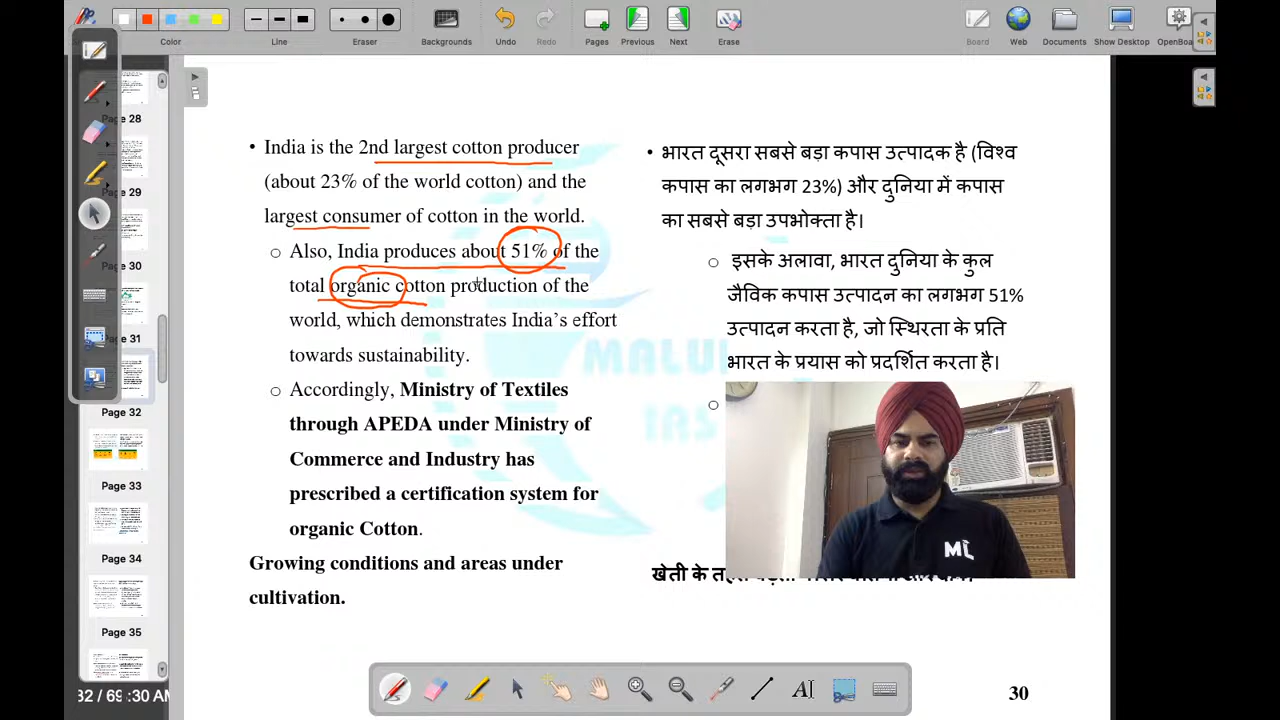 Color
Line
Eraser
Backgrounds
Undo
Redo
Pages
Previous
Next
Erase
Board
Web
Documents
Show Desktop
OpenBoa
Page 28
Page 29
Page 30
Page 31
Page 32
Page 33
Page 34
Page 35
• India is the 2nd largest cotton producer
(about 23% of the world cotton) and the
largest consumer of cotton in the world.
o Also, India produces about 51% of the
total organic cotton production of the
world, which demonstrates India's effort
towards sustainability.
o Accordingly, Ministry of Textiles
through APEDA under Ministry of
Commerce and Industry has
prescribed a certification system for
organic Cotton.
Growing conditions and areas under
cultivation.
• भारत दूसरा सबसे बड़ा कपास उत्पादक है (विश्व
कपास का लगभग 23%) और दुनिया में कपास
का सबसे बड़ा उपभोक्ता है।
o इसके अलावा, भारत दुनिया के कुल
जैविक कपास उत्पादन का लगभग 51%
उत्पादन करता है, जो स्थिरता के प्रति
भारत के प्रयास को प्रदर्शित करता है।
o
खेती के
MALU
IAS
ML
32 / 69
:30 AM
30